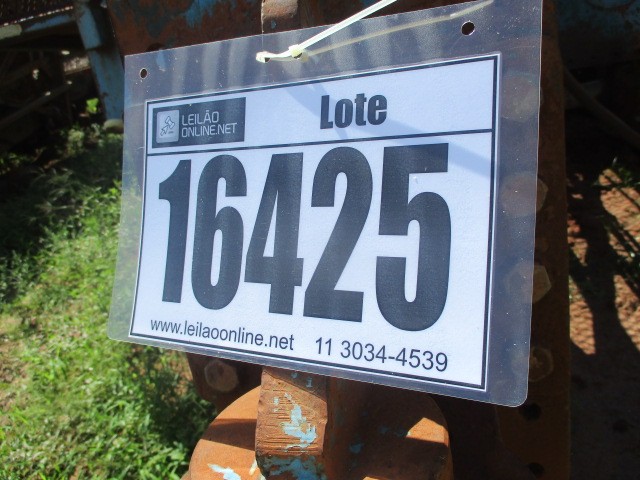 LEILÃO
ONLINE.NET
Lote
16425
www.leilaoonline.net 11 3034-4539